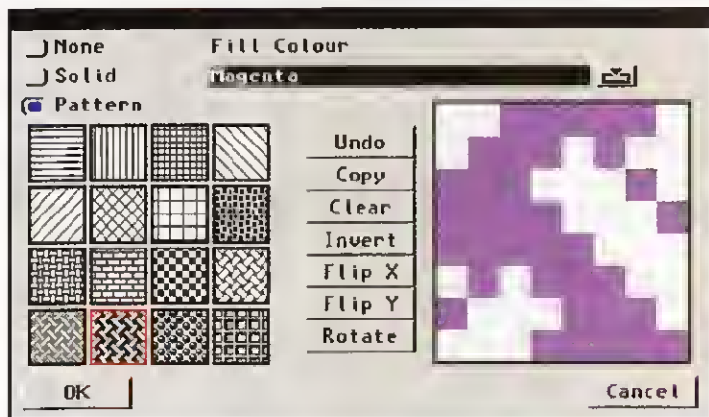 None
Fill Colour
Solid
Magenta
Pattern
Undo
Copy
Clear
Invert
Flip X
Flip Y
Rotate
OK
Cancel